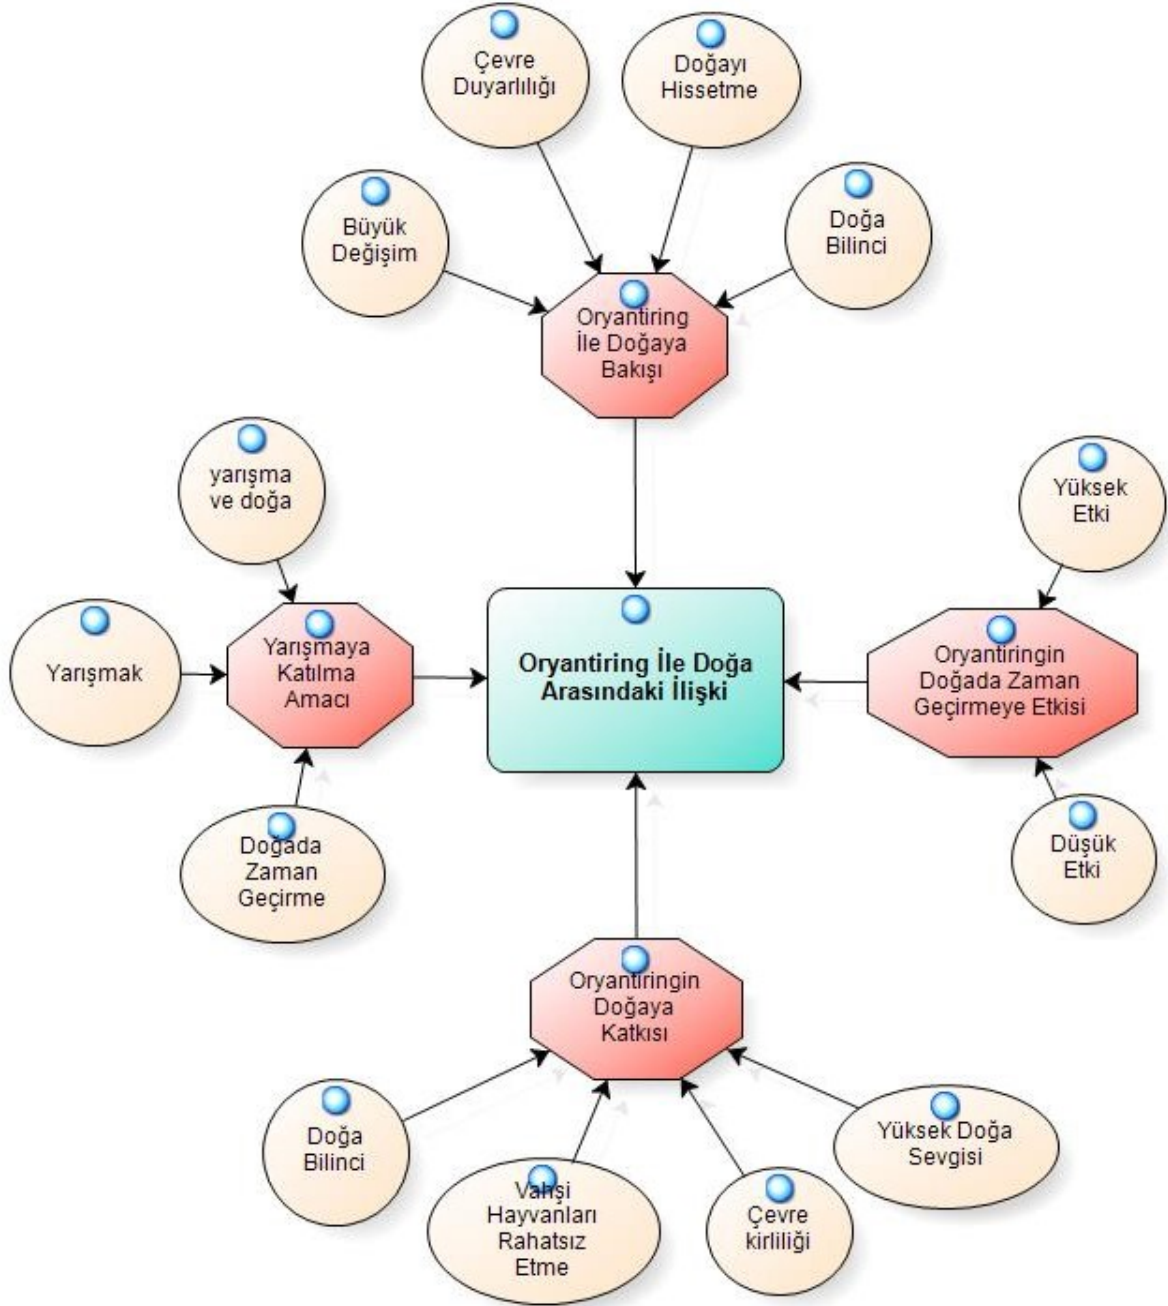 Çevre
Duyarlılığı
Doğayı
Hissetme
Büyük
Değişim
Doğa
Bilinci
Oryantiring
İle Doğaya
Bakışı
yarışma
ve doğa
Yüksek
Etki
Yarışmak
Yarışmaya
Katılma
Amacı
Oryantiring İle Doğa
Arasındaki İlişki
Oryantiringin
Doğada Zaman
Geçirmeye Etkisi
Doğada
Zaman
Geçirme
Düşük
Etki
Oryantiringin
Doğaya
Katkısı
Doğa
Bilinci
Vahşi
Hayvanları
Rahatsız
Etme
Çevre
kirliliği
Yüksek Doğa
Sevgisi